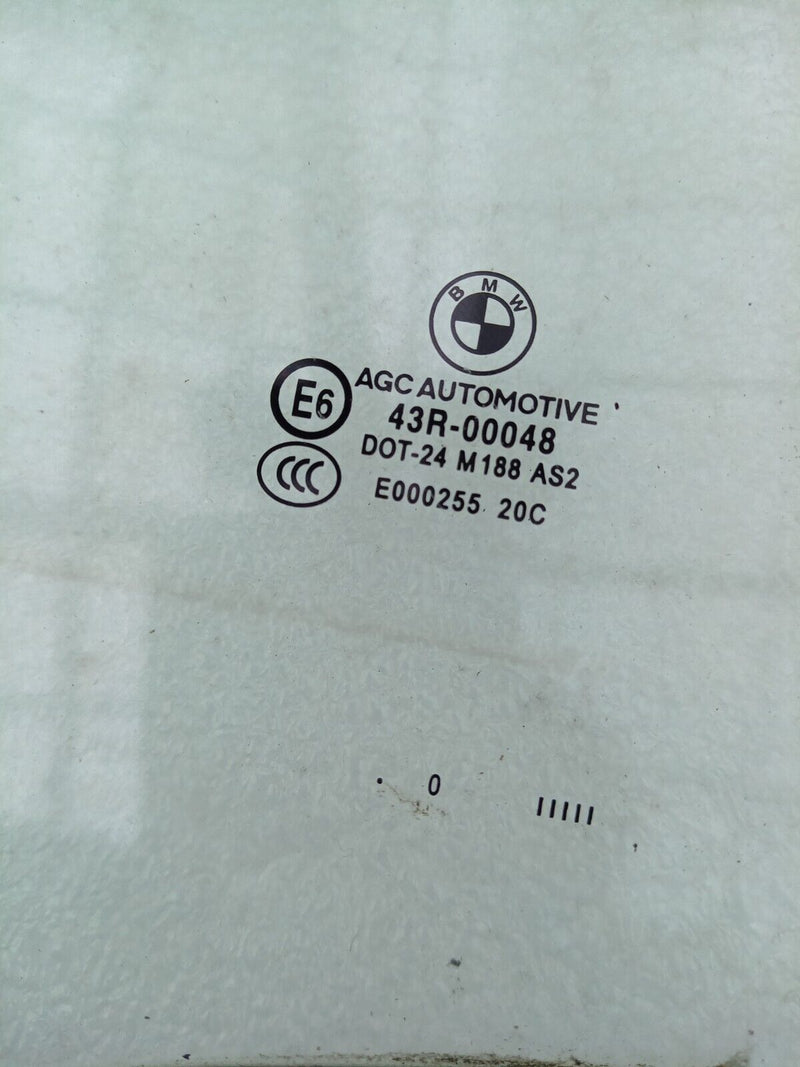 BMW
E6
AGC AUTOMOTIVE
43R-00048
DOT-24 M188 AS2
CCC
E000255 20C
. 0 IIIII